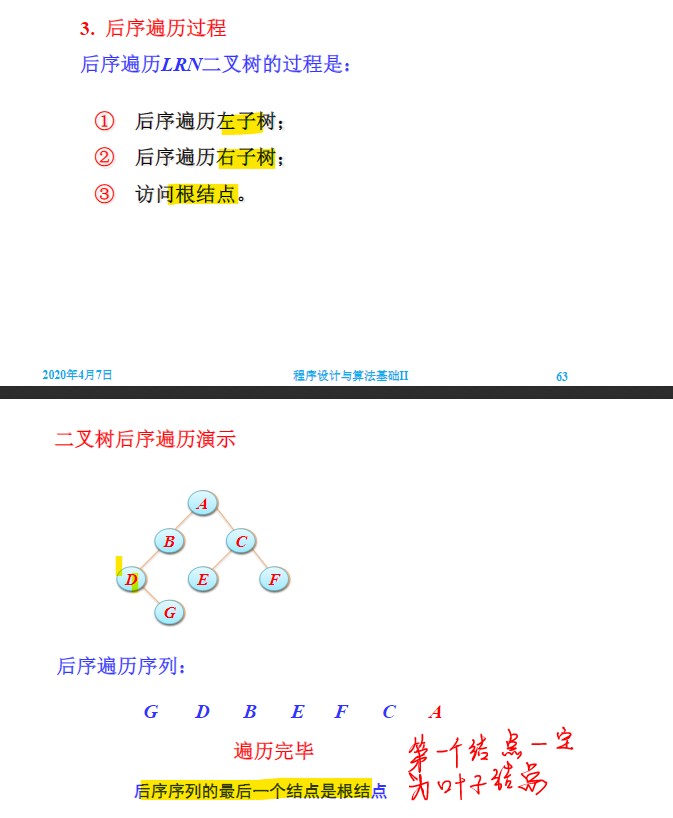 3. 后序遍历过程
后序遍历LRN二叉树的过程是：
① 后序遍历左子树；
② 后序遍历右子树；
③ 访问根结点。
2020年4月7日 程序设计与算法基础II 63
二叉树后序遍历演示
A
B C
D E F
G
后序遍历序列：
G D B E F C A
遍历完毕
第一个结点一定
为叶子结点
后序序列的最后一个结点是根结点